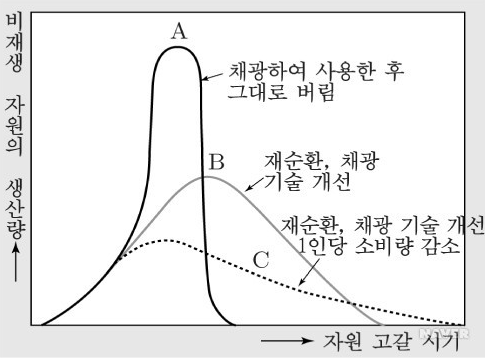 비재생 자원의 생산량
A
채광하여 사용한 후
그대로 버림
B
재순환, 채광
기술 개선
재순환, 채광 기술 개선
1인당 소비량 감소
C
자원 고갈 시기
NAVER